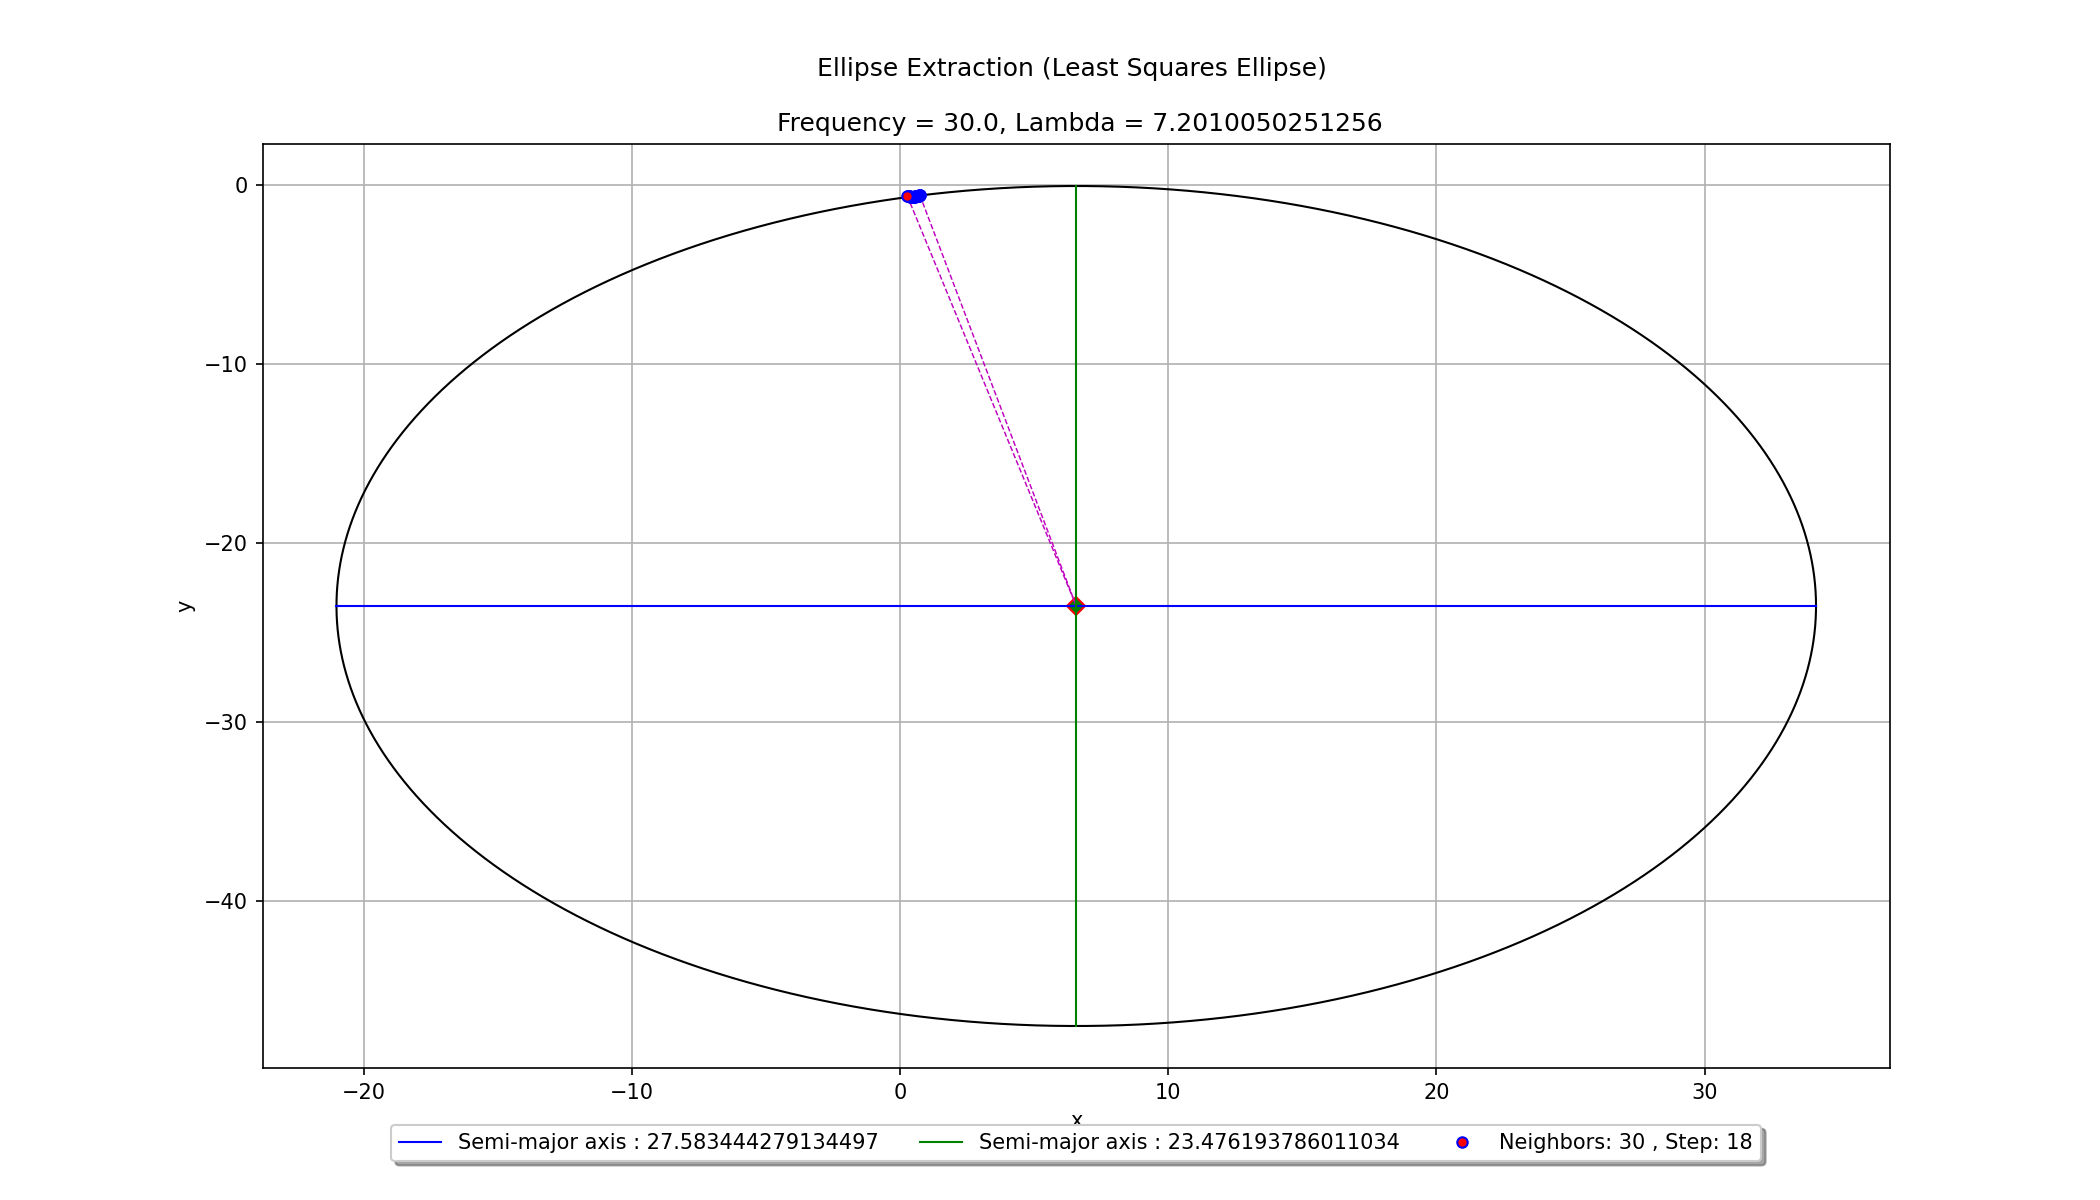 Ellipse Extraction (Least Squares Ellipse)
Frequency = 30.0, Lambda = 7.2010050251256
0
−10
−20
−30
−40
y
−20
−10
0
10
20
30
x
Semi-major axis : 27.583444279134497
Semi-major axis : 23.476193786011034
Neighbors: 30 , Step: 18